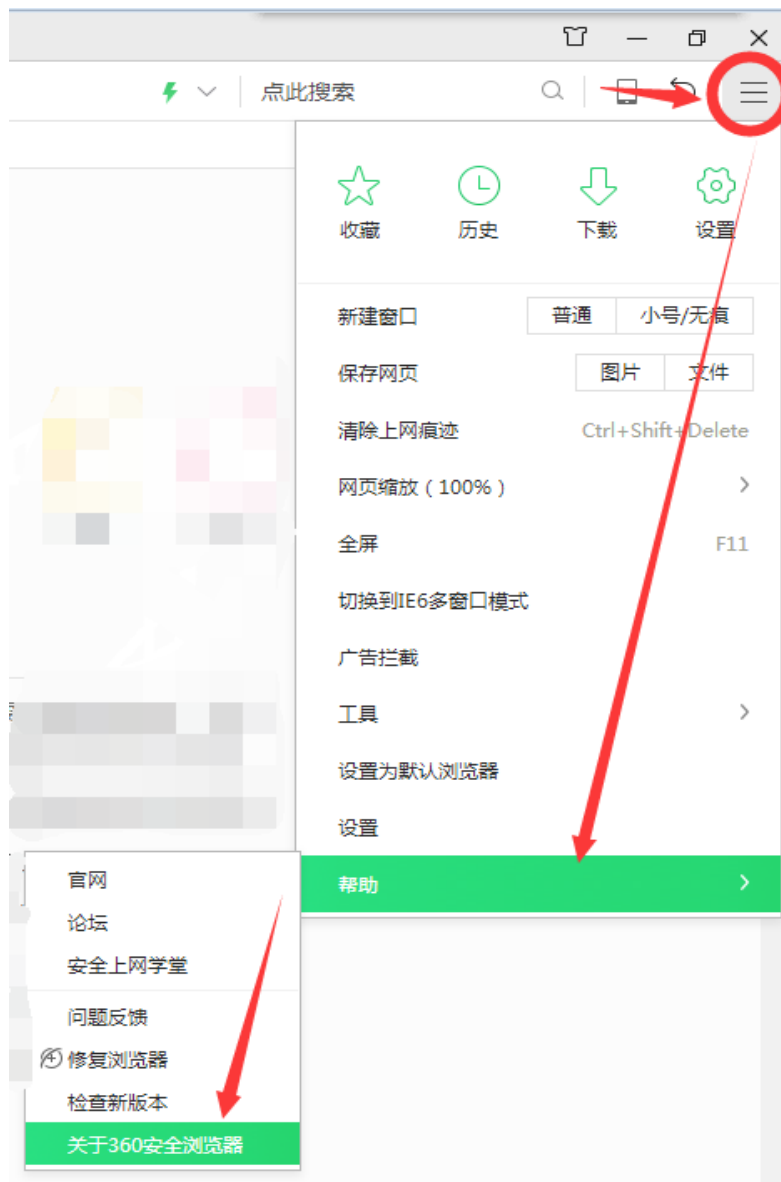 点此搜索
收藏 历史 下载 设置
新建窗口 普通 小号/无痕
保存网页 图片 文件
清除上网痕迹 Ctrl+Shift+Delete
网页缩放（100%）
全屏 F11
切换到IE6多窗口模式
广告拦截
工具
设置为默认浏览器
设置
帮助
官网
论坛
安全上网学堂
问题反馈
修复浏览器
检查新版本
关于360安全浏览器